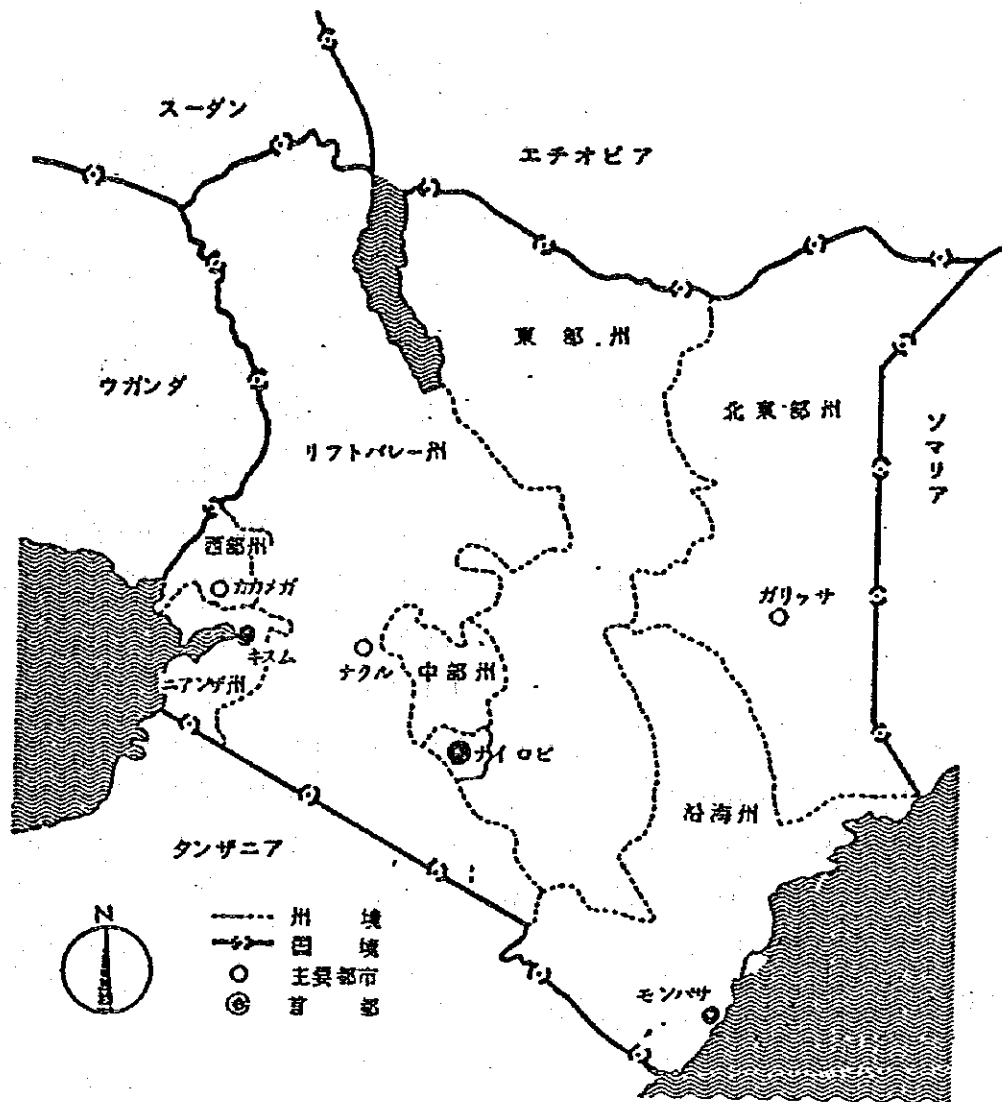 スーダン
エチオピア
東部州
ウガンダ
北東部州
ソマリア
リフトバレー州
西部州
カカメガ
ガリッサ
キスム
ナクル
中部州
ニアンザ州
ナイロビ
沿海州
タンザニア
N
州境
国境
主要都市
首都
モンバサ